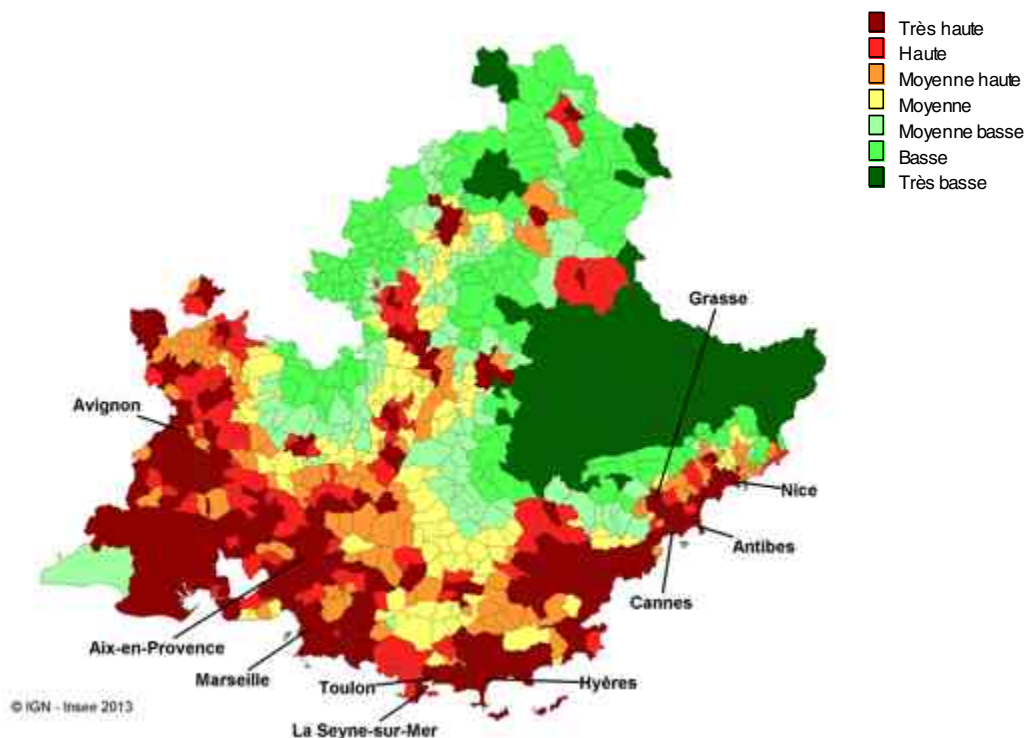 Très haute
Haute
Moyenne haute
Moyenne
Moyenne basse
Basse
Très basse
Grasse
Avignon
Nice
Antibes
Cannes
Aix-en-Provence
Marseille
Toulon
Hyères
© IGN - Insee 2013
La Seyne-sur-Mer